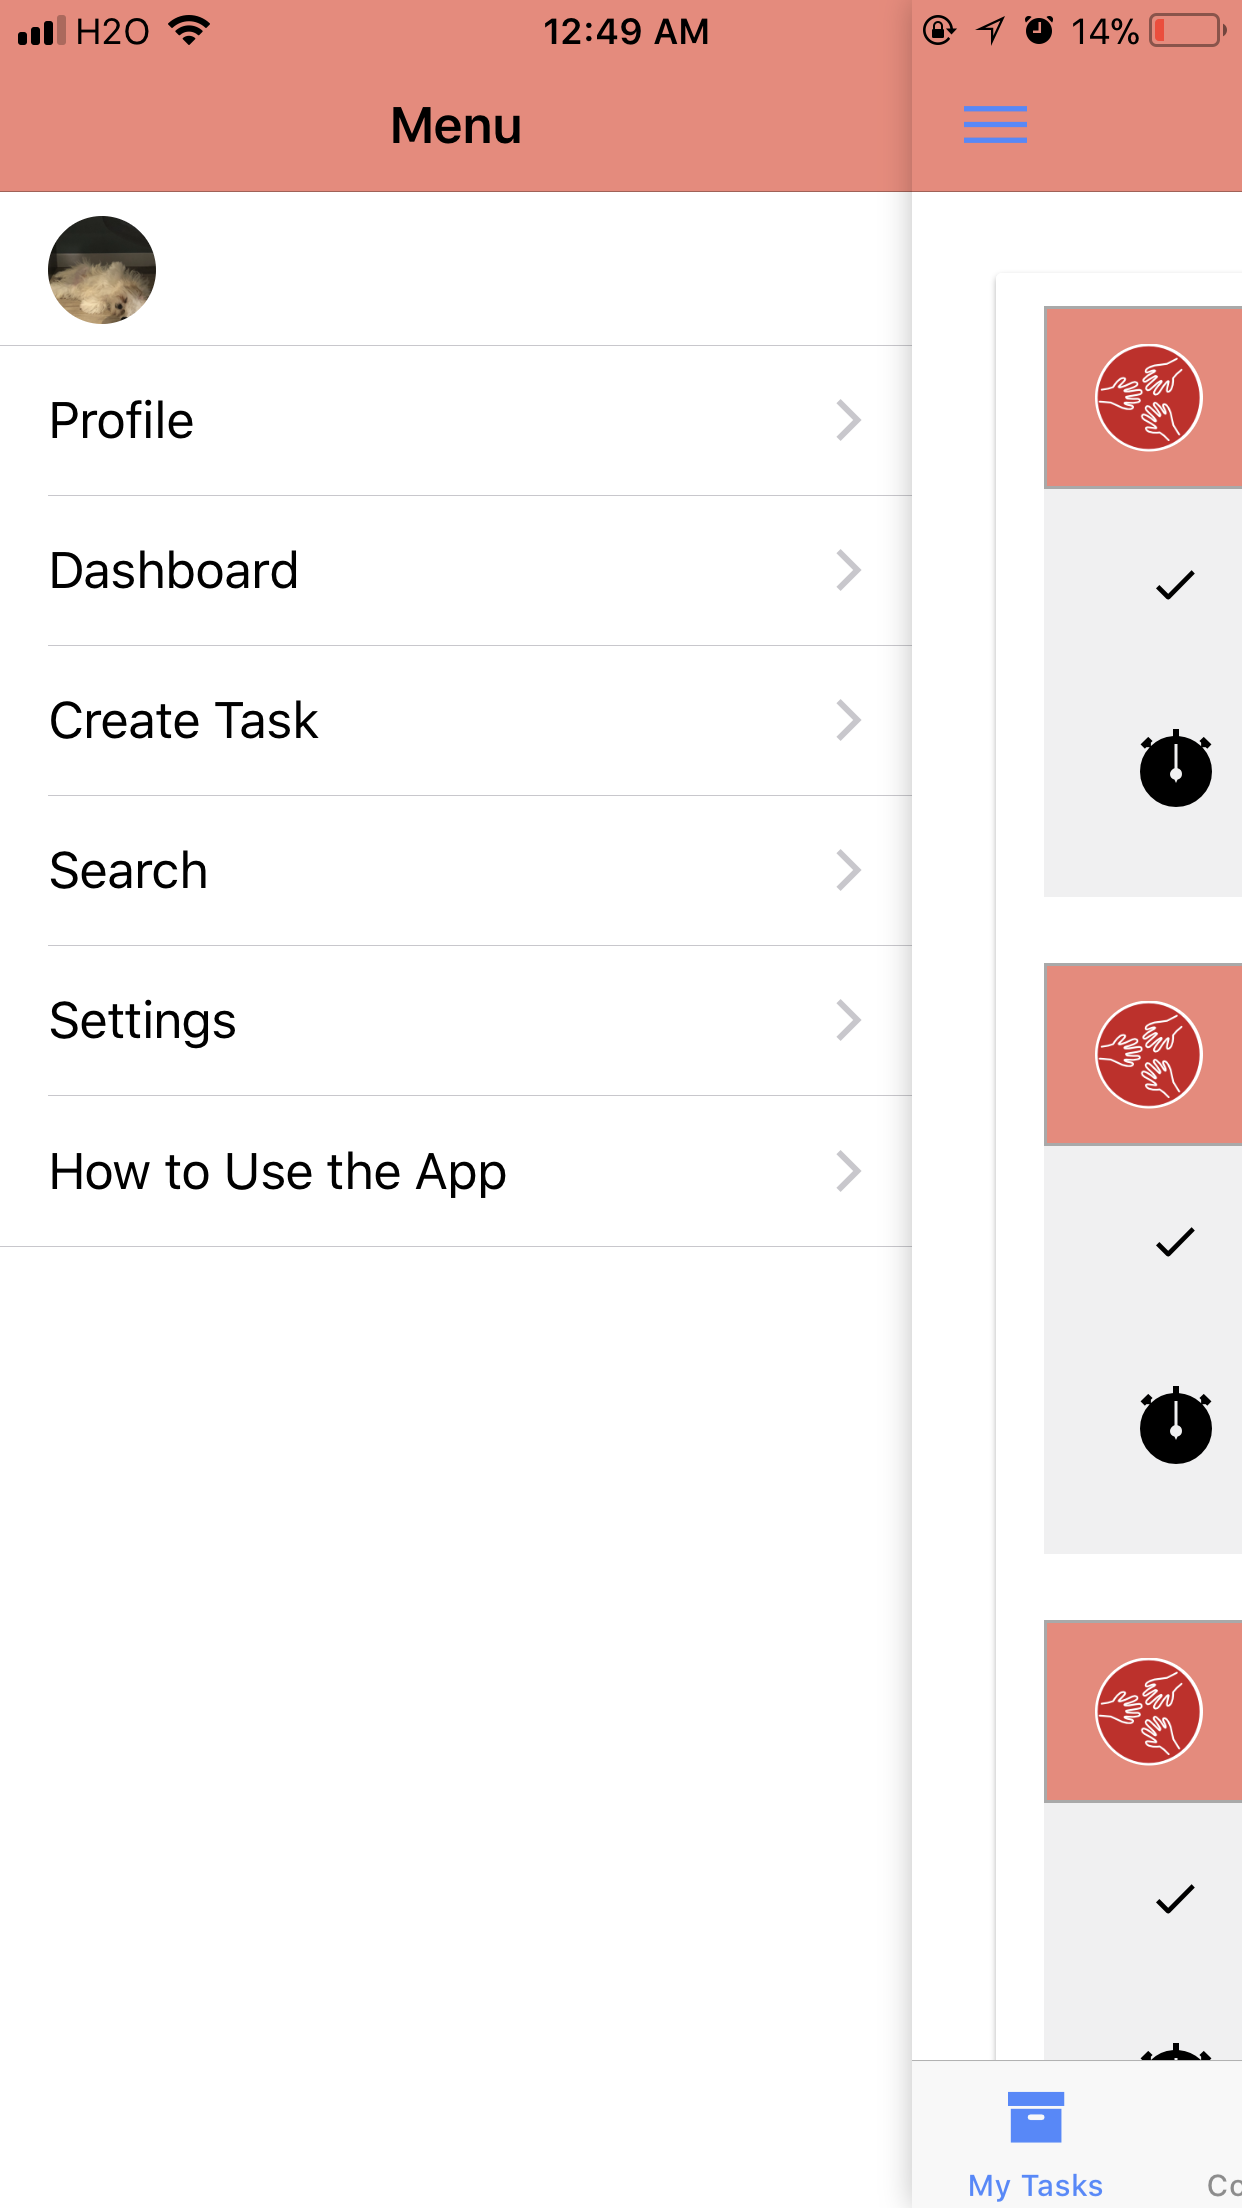 H2O 12:49 AM 14%
Menu
Profile
Dashboard
Create Task
Search
Settings
How to Use the App
My Tasks